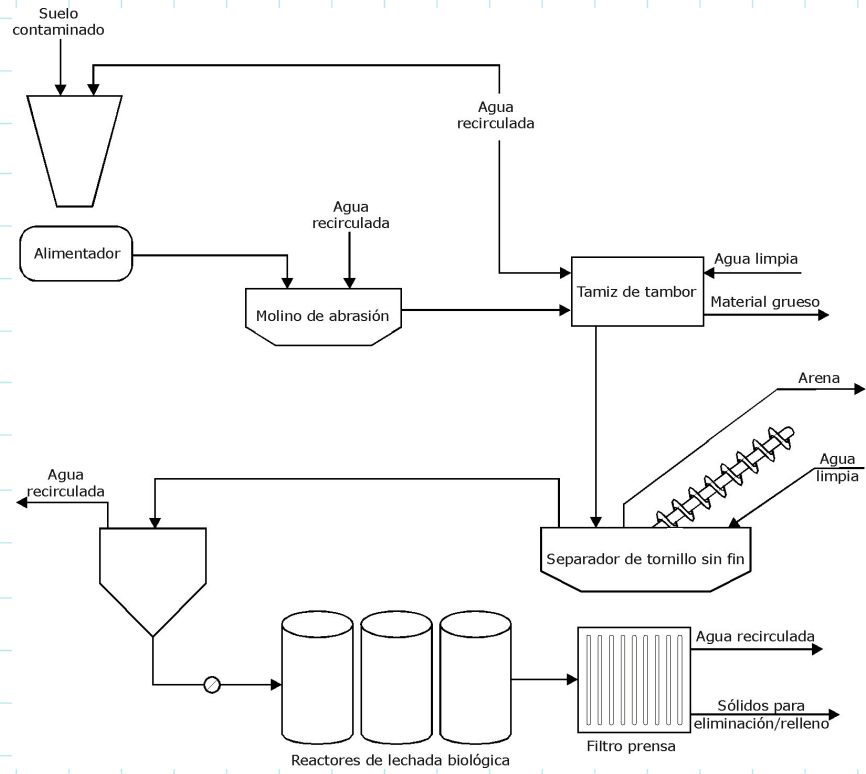 Suelo
contaminado
Agua
recirculada
Agua
recirculada
Alimentador
Molino de abrasión
Tamiz de tambor
Agua limpia
Material grueso
Arena
Agua
limpia
Agua
recirculada
Separador de tornillo sin fin
Agua recirculada
Sólidos para
eliminación/relleno
Filtro prensa
Reactores de lechada biológica